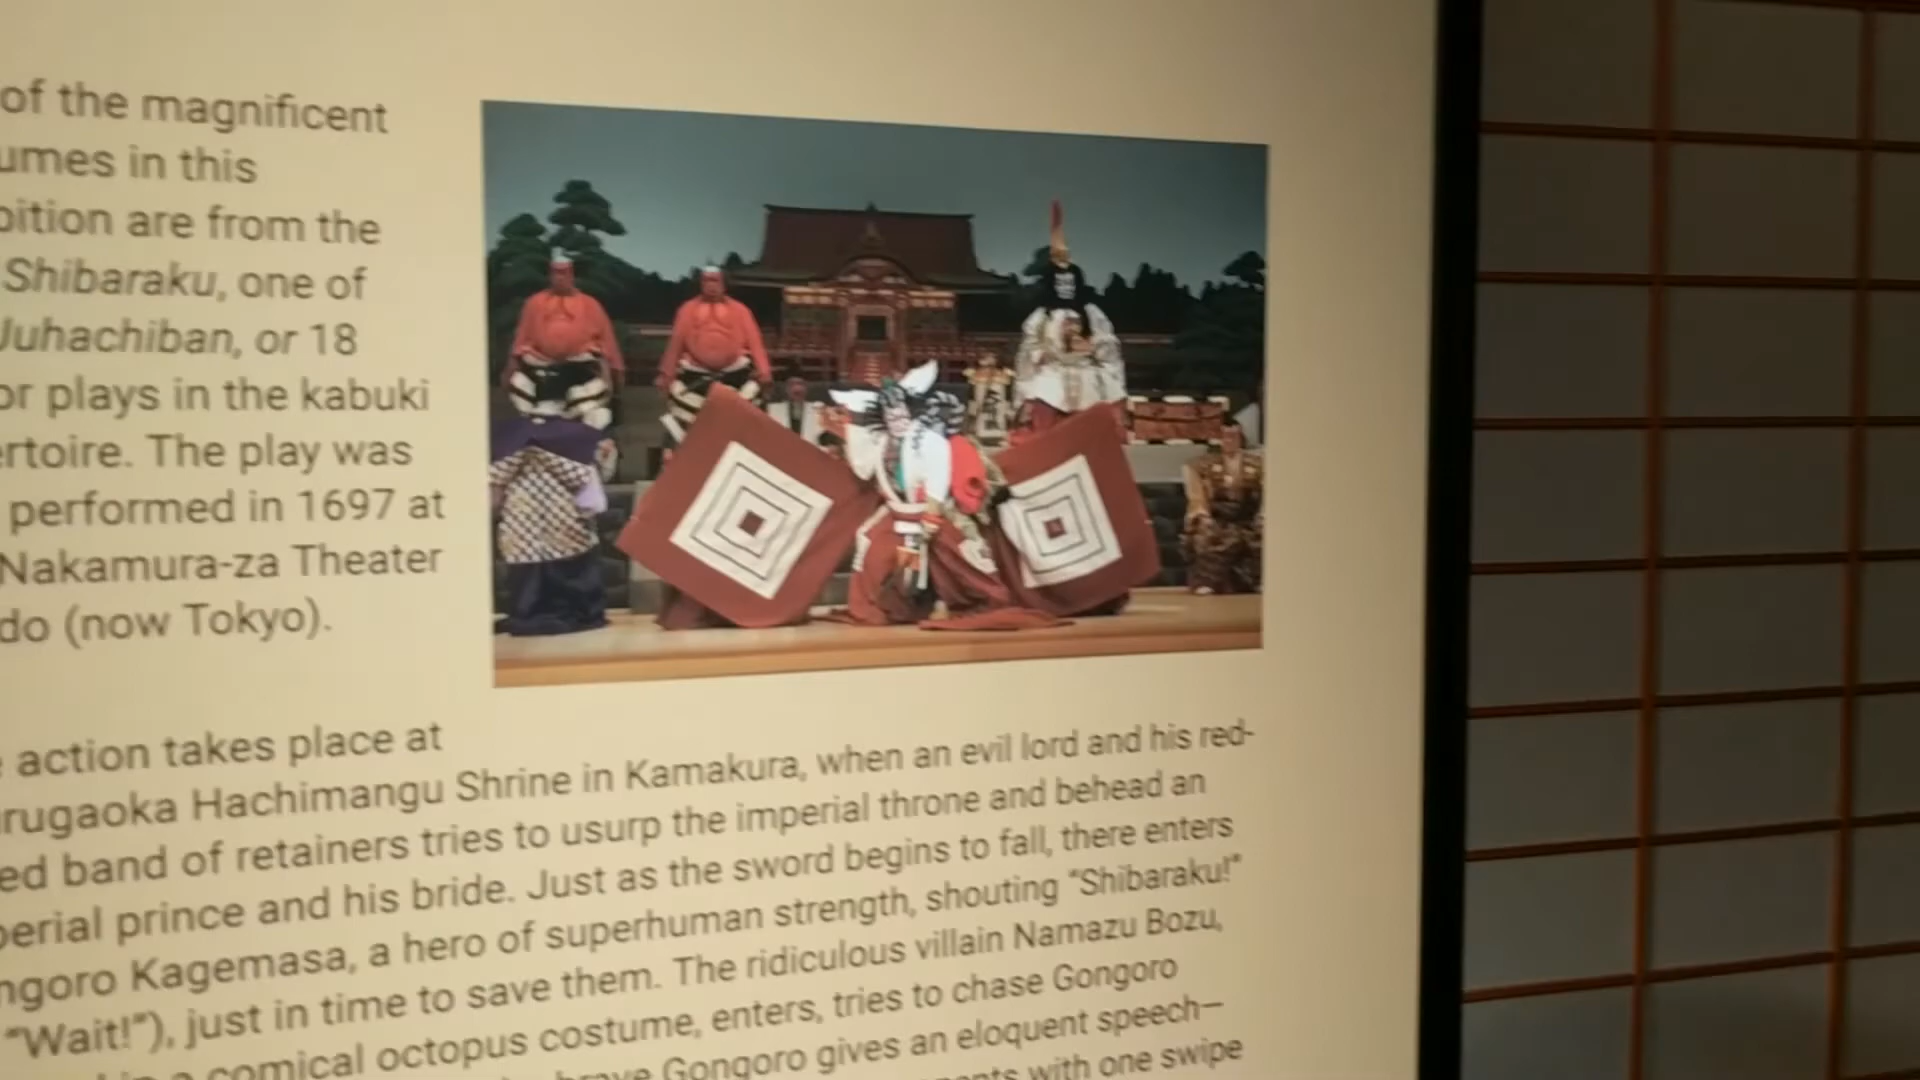 of the magnificent
umes in this
bition are from the
Shibaraku, one of
Juhachiban, or 18
or plays in the kabuki
ertoire. The play was
performed in 1697 at
Nakamura-za Theater
do (now Tokyo).
action takes place at
rugaoka Hachimangu Shrine in Kamakura, when an evil lord and his red-
ed band of retainers tries to usurp the imperial throne and behead an
perial prince and his bride. Just as the sword begins to fall, there enters
ngoro Kagemasa, a hero of superhuman strength, shouting “Shibaraku!”
“Wait!”), just in time to save them. The ridiculous villain Namazu Bozu,
comical octopus costume, enters, tries to chase Gongoro
brave Gongoro gives an eloquent speech—
with one swipe